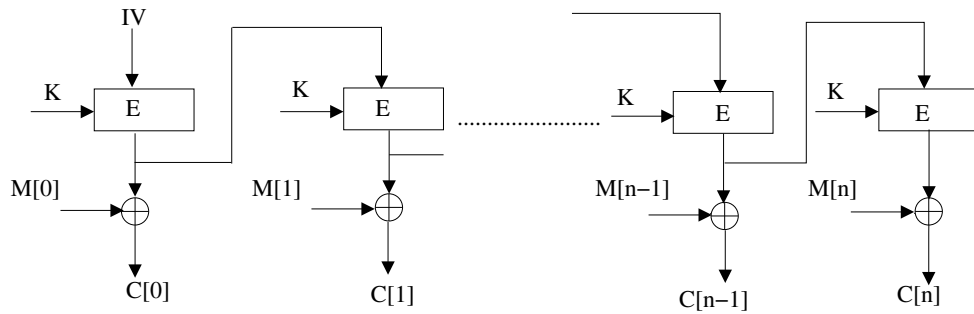 IV
K E K E K E K E
M[0] M[1] M[n−1] M[n]
C[0] C[1] C[n−1] C[n]